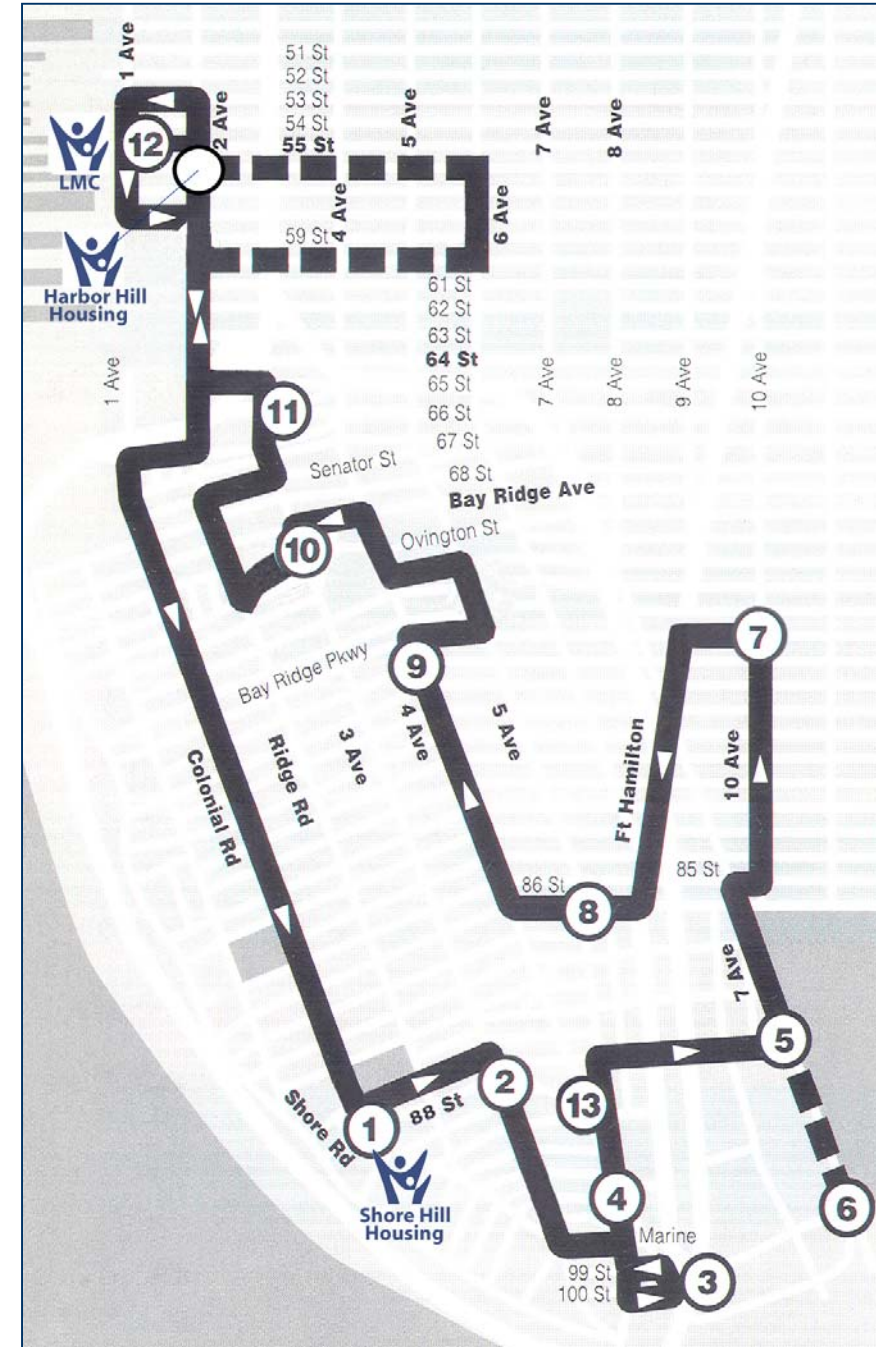 1 Ave
2 Ave
51 St
52 St
53 St
54 St
55 St
5 Ave
7 Ave
8 Ave
12
LMC
59 St
4 Ave
6 Ave
Harbor Hill
Housing
61 St
62 St
63 St
64 St
65 St
66 St
67 St
68 St
1 Ave
7 Ave
8 Ave
9 Ave
10 Ave
11
Senator St
Bay Ridge Ave
10
Ovington St
Bay Ridge Pkwy
9
7
4 Ave
5 Ave
3 Ave
Ridge Rd
Colonial Rd
Ft Hamilton
10 Ave
86 St
85 St
8
7 Ave
5
2
88 St
13
1
Shore Rd
Shore Hill
Housing
4
6
Marine
99 St
100 St
3